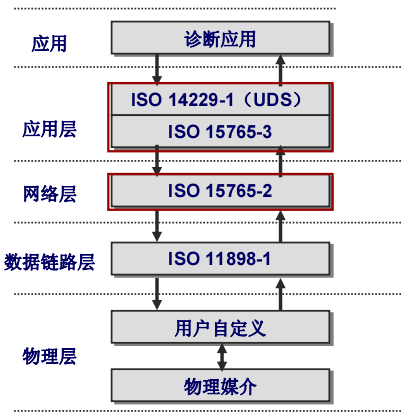 应用
诊断应用
应用层
ISO 14229-1（UDS）
ISO 15765-3
网络层
ISO 15765-2
数据链路层
ISO 11898-1
物理层
用户自定义
物理媒介